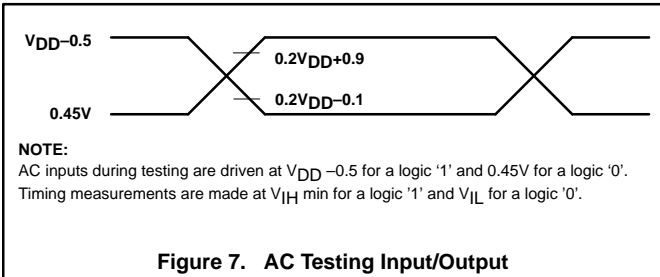 VDD–0.5
0.2VDD+0.9
0.2VDD–0.1
0.45V
NOTE:
AC inputs during testing are driven at VDD –0.5 for a logic ‘1’ and 0.45V for a logic ‘0’.
Timing measurements are made at VIH min for a logic ’1’ and VIL for a logic ’0’.
Figure 7. AC Testing Input/Output